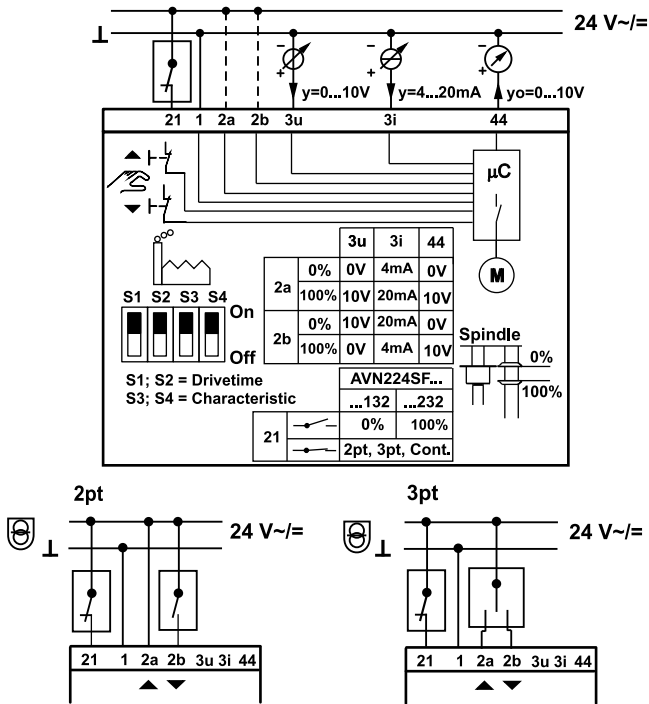 24 V~/=
⊥
− − −
+ + +
y=0...10V y=4...20mA yo=0...10V
21 1 2a 2b 3u 3i 44
▲
▼
µC
M
3u 3i 44
2a 0% 0V 4mA 0V
100% 10V 20mA 10V
2b 0% 10V 20mA 0V
100% 0V 4mA 10V
S1 S2 S3 S4
On
Off
S1; S2 = Drivetime
S3; S4 = Characteristic
Spindle
0%
100%
AVN224SF...
...132 ...232
21 0% 100%
2pt, 3pt, Cont.
2pt
24 V~/=
⊥
21 1 2a 2b 3u 3i 44
▲ ▼
3pt
24 V~/=
⊥
21 1 2a 2b 3u 3i 44
▲ ▼